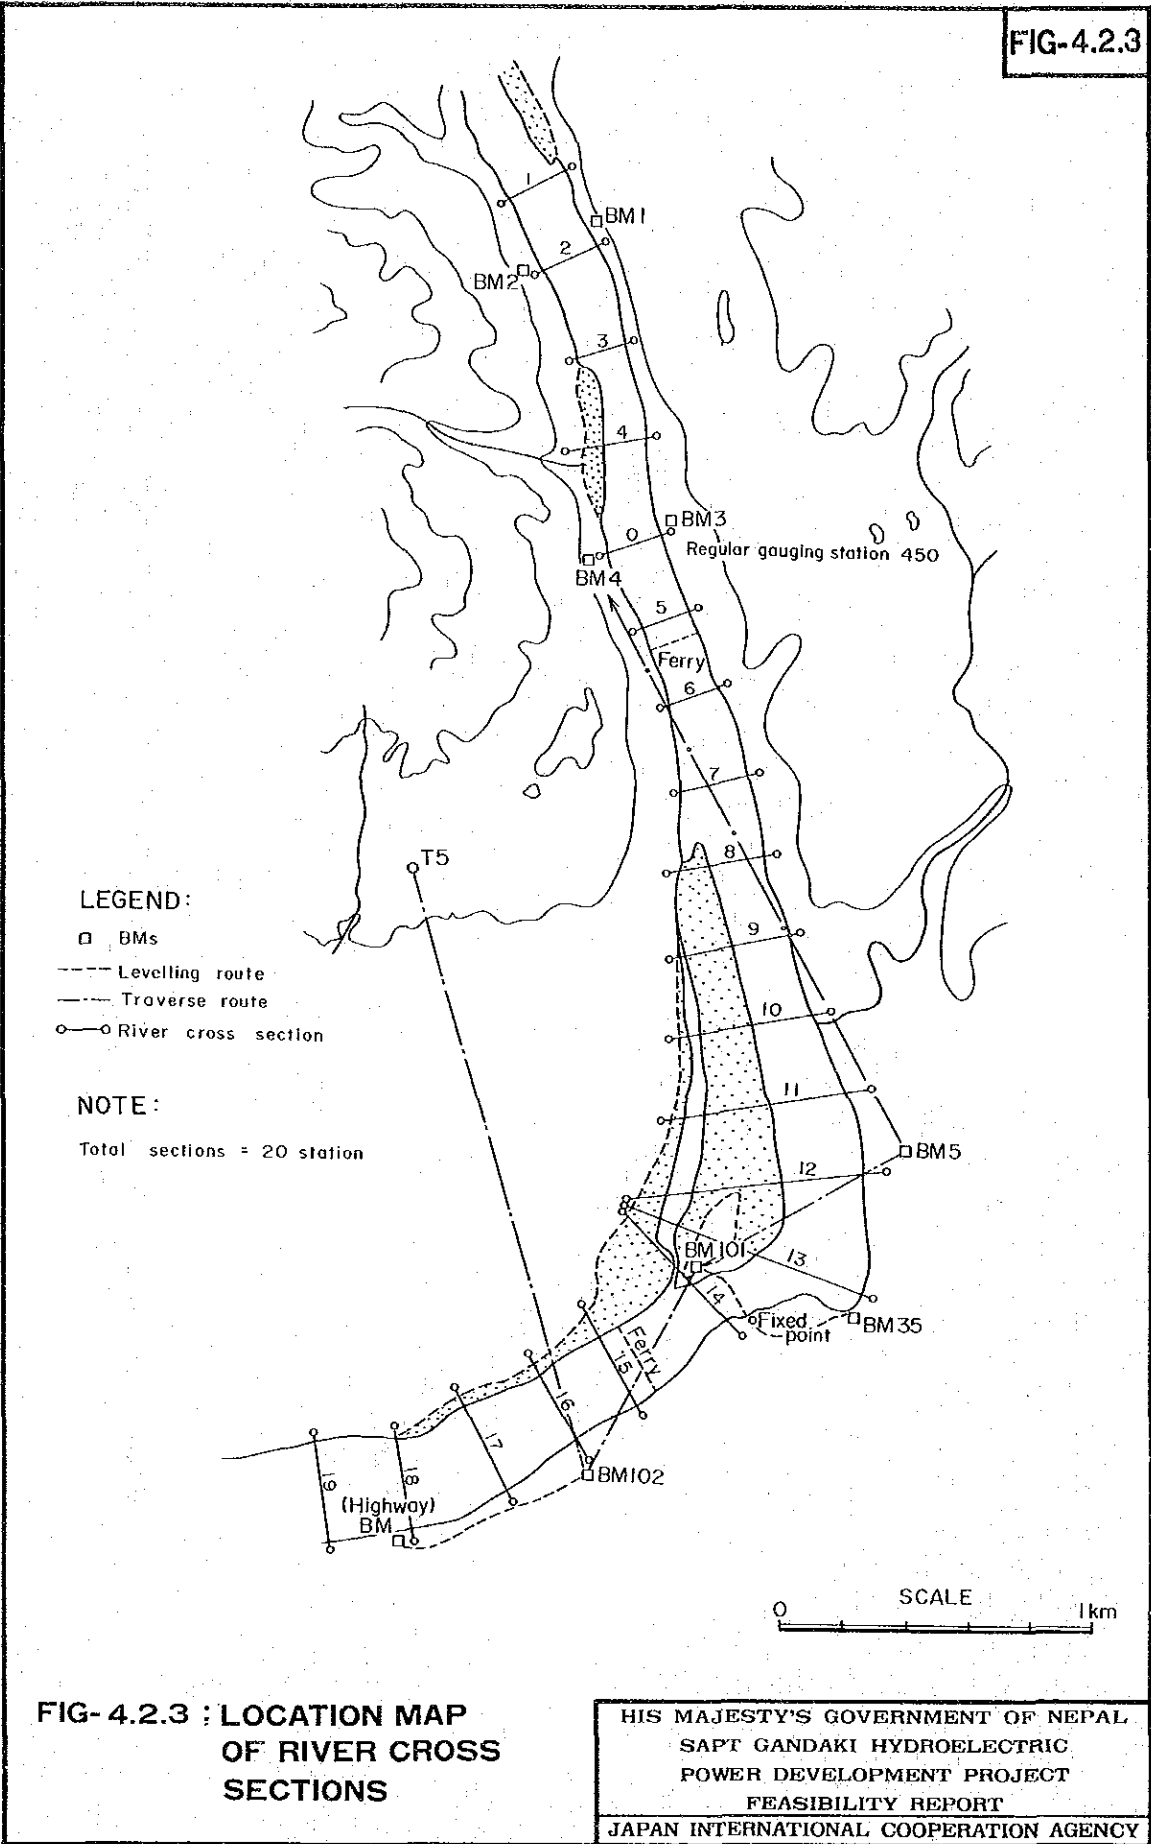 FIG-4.2.3
1
BM1
2
BM2
3
4
BM3
0
Regular gauging station 450
BM4
5
Ferry
6
7
8
T5
LEGEND:
BMs
Levelling route
Traverse route
River cross section
9
10
NOTE:
11
Total sections = 20 station
BM5
12
BM101
13
14
Fixed point
BM35
Ferry
15
16
17
BM102
18
19
(Highway)
BM
SCALE
0 1km
FIG-4.2.3 : LOCATION MAP
OF RIVER CROSS
SECTIONS
HIS MAJESTY'S GOVERNMENT OF NEPAL
SAPT GANDAKI HYDROELECTRIC
POWER DEVELOPMENT PROJECT
FEASIBILITY REPORT
JAPAN INTERNATIONAL COOPERATION AGENCY